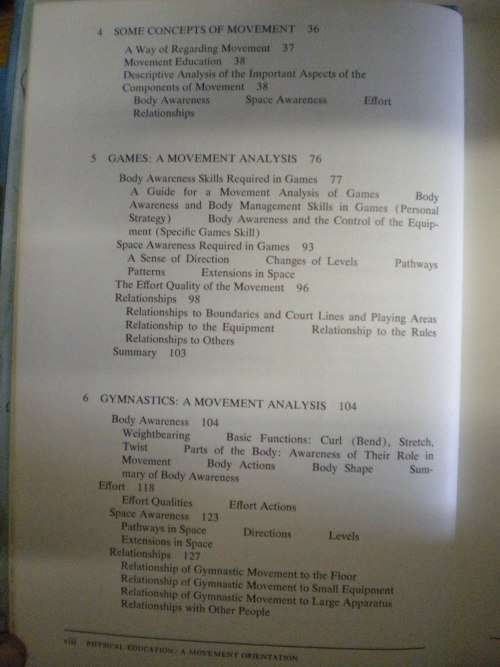 4 SOME CONCEPTS OF MOVEMENT 36
A Way of Regarding Movement 37
Movement Education 38
Descriptive Analysis of the Important Aspects of the
Components of Movement 38
Body Awareness Space Awareness Effort
Relationships
5 GAMES: A MOVEMENT ANALYSIS 76
Body Awareness Skills Required in Games 77
A Guide for a Movement Analysis of Games Body
Awareness and Body Management Skills in Games (Personal
Strategy) Body Awareness and the Control of the Equip-
ment (Specific Games Skill)
Space Awareness Required in Games 93
A Sense of Direction Changes of Levels Pathways
Patterns Extensions in Space
The Effort Quality of the Movement 96
Relationships 98
Relationships to Boundaries and Court Lines and Playing Areas
Relationship to the Equipment Relationship to the Rules
Relationships to Others
Summary 103
6 GYMNASTICS: A MOVEMENT ANALYSIS 104
Body Awareness 104
Weightbearing Basic Functions: Curl (Bend), Stretch,
Twist Parts of the Body: Awareness of Their Role in
Movement Body Actions Body Shape Sum-
mary of Body Awareness
Effort 118
Effort Qualities Effort Actions
Space Awareness 123
Pathways in Space Directions Levels
Extensions in Space
Relationships 127
Relationship of Gymnastic Movement to the Floor
Relationship of Gymnastic Movement to Small Equipment
Relationship of Gymnastic Movement to Large Apparatus
Relationships with Other People
viii PHYSICAL EDUCATION: A MOVEMENT ORIENTATION